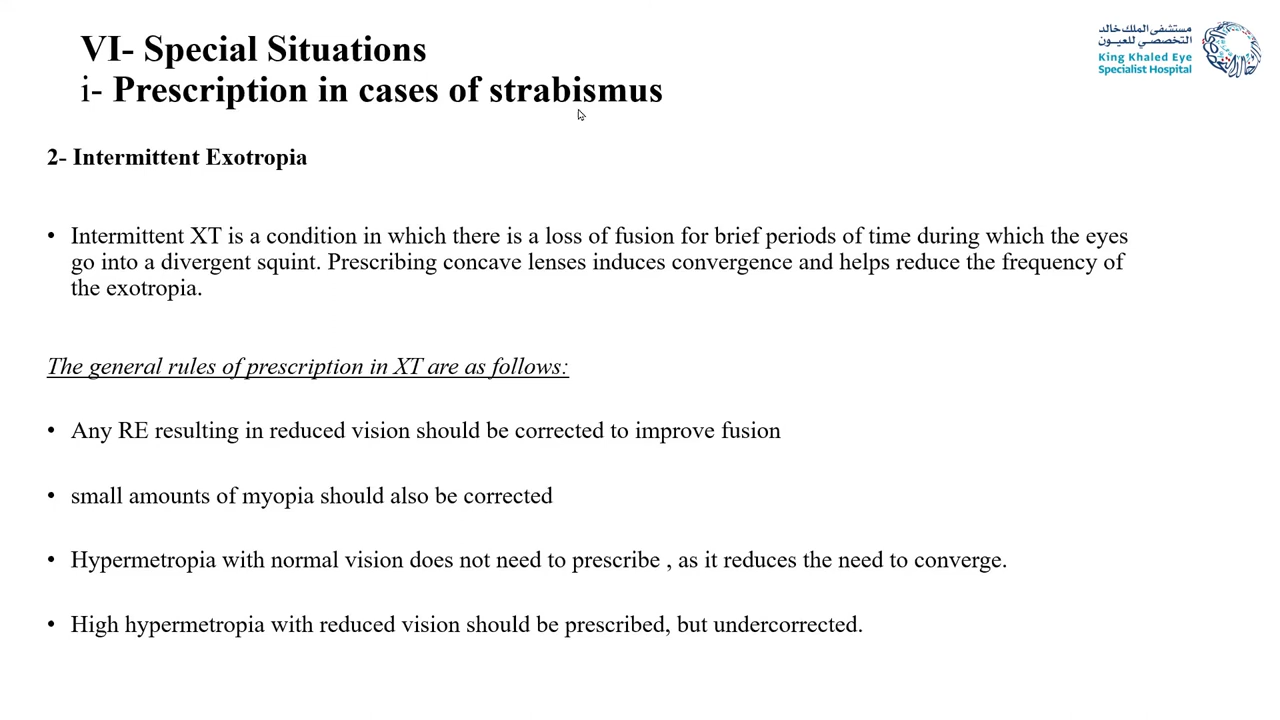 VI- Special Situations
i- Prescription in cases of strabismus
مستشفى الملك خالد
التخصصي للعيون
King Khaled Eye
Specialist Hospital
2- Intermittent Exotropia
• Intermittent XT is a condition in which there is a loss of fusion for brief periods of time during which the eyes
go into a divergent squint. Prescribing concave lenses induces convergence and helps reduce the frequency of
the exotropia.
The general rules of prescription in XT are as follows:
• Any RE resulting in reduced vision should be corrected to improve fusion
• small amounts of myopia should also be corrected
• Hypermetropia with normal vision does not need to prescribe , as it reduces the need to converge.
• High hypermetropia with reduced vision should be prescribed, but undercorrected.